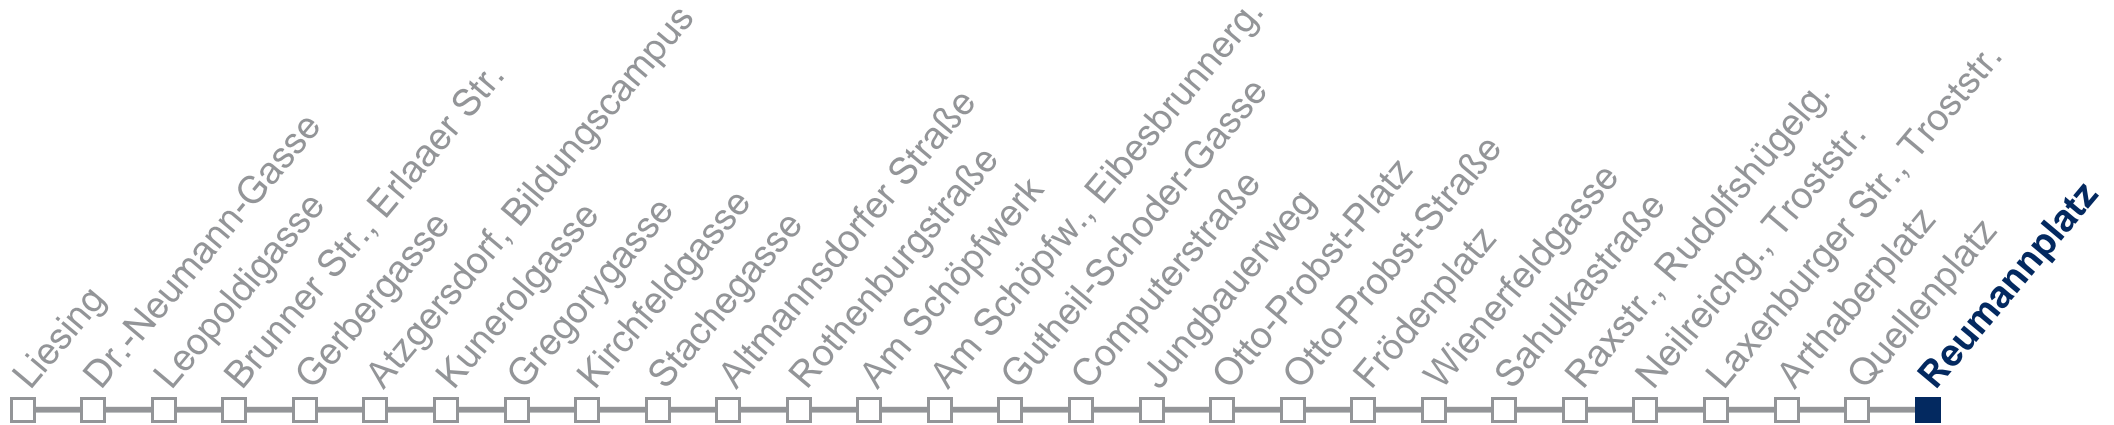 Liesing
Dr.-Neumann-Gasse
Leopoldigasse
Brunner Str., Erlaaer Str.
Gerbergasse
Atzgersdorf, Bildungscampus
Kunerolgasse
Gregorygasse
Kirchfeldgasse
Stachegasse
Altmannsdorfer Straße
Rothenburgstraße
Am Schöpfwerk
Am Schöpfw., Eibesbrunnerg.
Gutheil-Schoder-Gasse
Computerstraße
Jungbauerweg
Otto-Probst-Platz
Otto-Probst-Straße
Frödenplatz
Wienerfeldgasse
Sahulkastraße
Raxstr., Rudolfshügelg.
Neilreichg., Troststr.
Laxenburger Str., Troststr.
Arthaberplatz
Quellenplatz
Reumannplatz